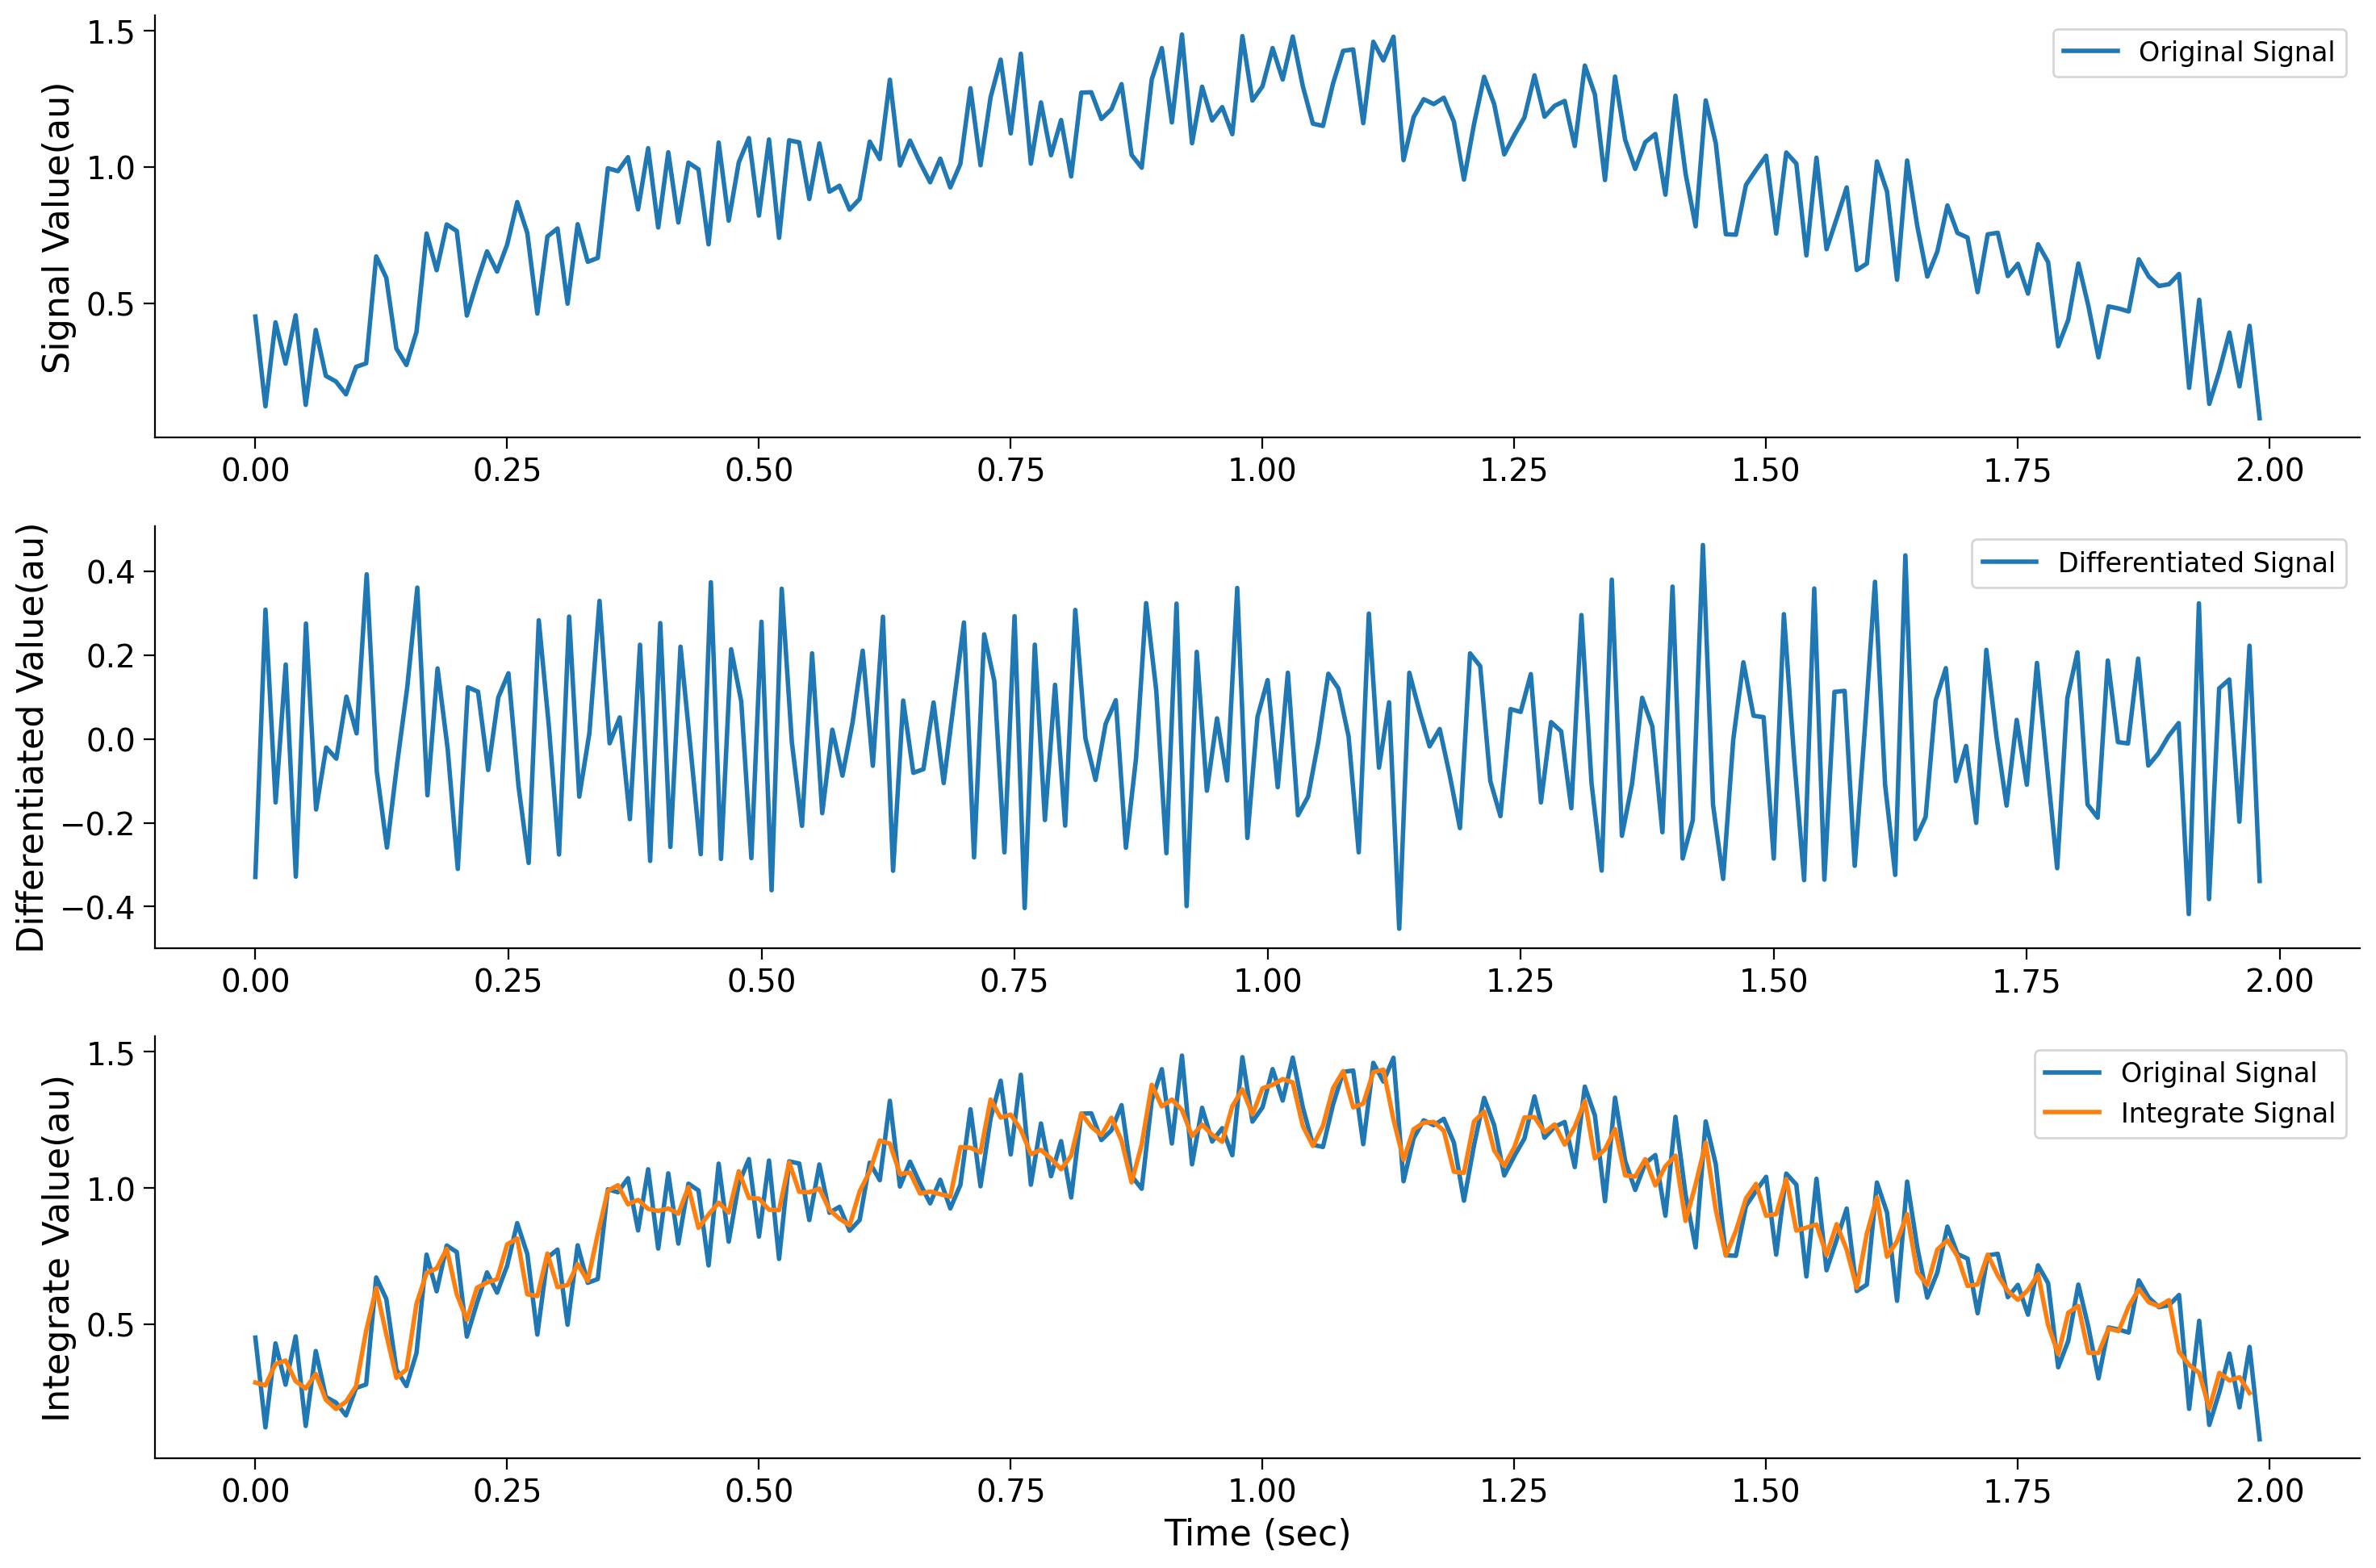 Signal Value(au)
1.5
1.0
0.5
Original Signal
0.00 0.25 0.50 0.75 1.00 1.25 1.50 1.75 2.00
Differentiated Value(au)
0.4
0.2
0.0
−0.2
−0.4
Differentiated Signal
0.00 0.25 0.50 0.75 1.00 1.25 1.50 1.75 2.00
Integrate Value(au)
1.5
1.0
0.5
Original Signal
Integrate Signal
0.00 0.25 0.50 0.75 1.00 1.25 1.50 1.75 2.00
Time (sec)